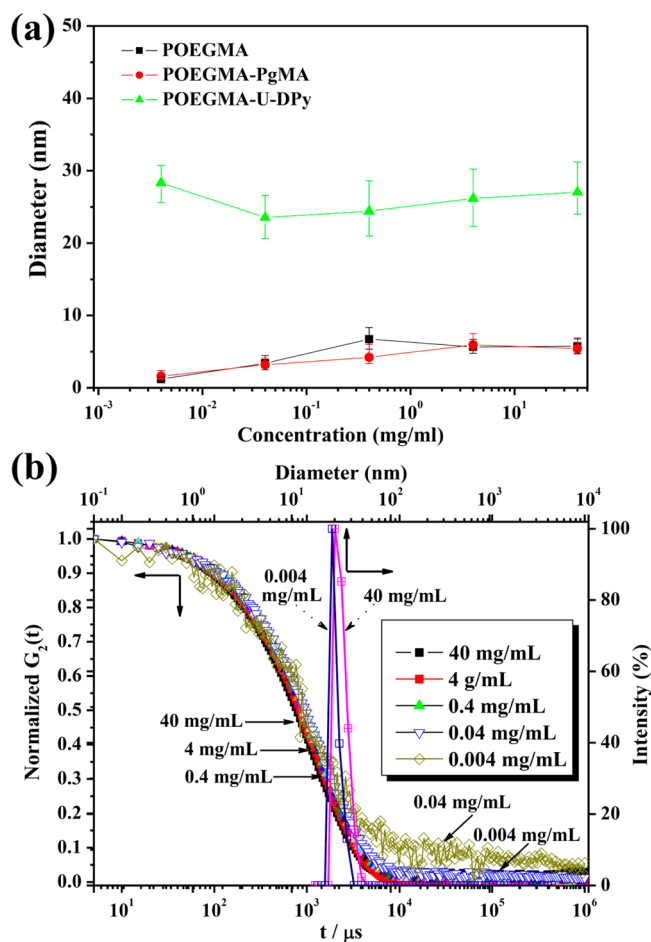 (a)
50
40
30
20
10
0
Diameter (nm)
POEGMA
POEGMA-PgMA
POEGMA-U-DPy
10⁻³ 10⁻² 10⁻¹ 10⁰ 10¹
Concentration (mg/ml)
(b)
Diameter (nm)
10⁻¹ 10⁰ 10¹ 10² 10³ 10⁴
1.0
0.9
0.8
0.7
0.6
0.5
0.4
0.3
0.2
0.1
0.0
Normalized G₂(t)
100
80
60
40
20
0
Intensity (%)
0.004
mg/mL
40 mg/mL
40 mg/mL
4 g/mL
0.4 mg/mL
0.04 mg/mL
0.004 mg/mL
40 mg/mL
4 mg/mL
0.4 mg/mL
0.04 mg/mL
0.004 mg/mL
10¹ 10² 10³ 10⁴ 10⁵ 10⁶
t / μs